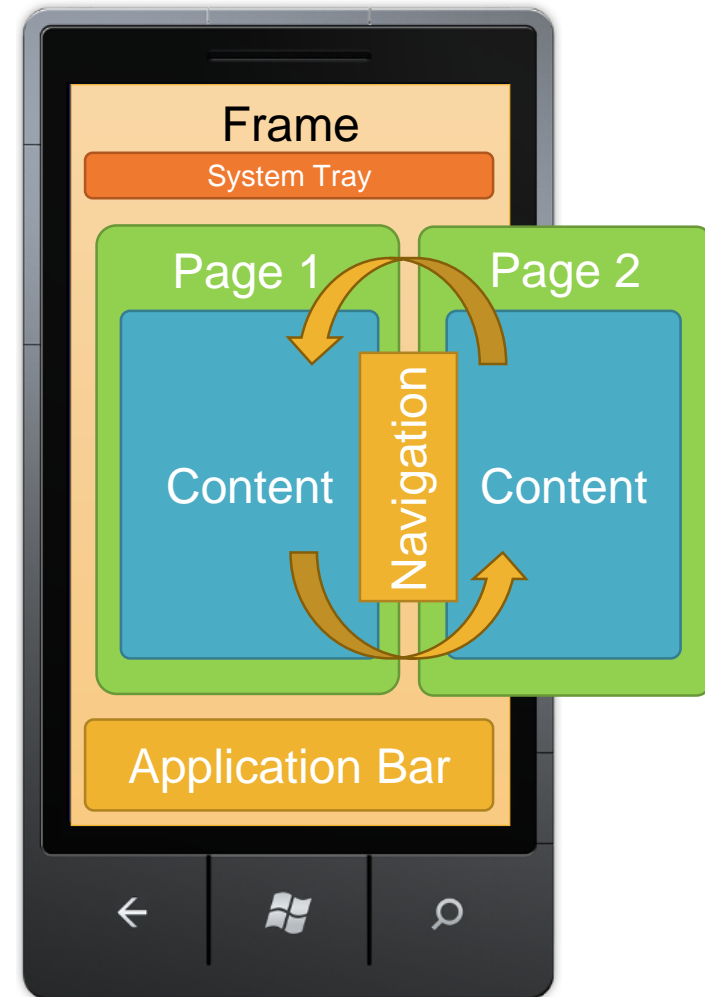 Frame
System Tray
Page 1
Page 2
Content
Navigation
Content
Application Bar